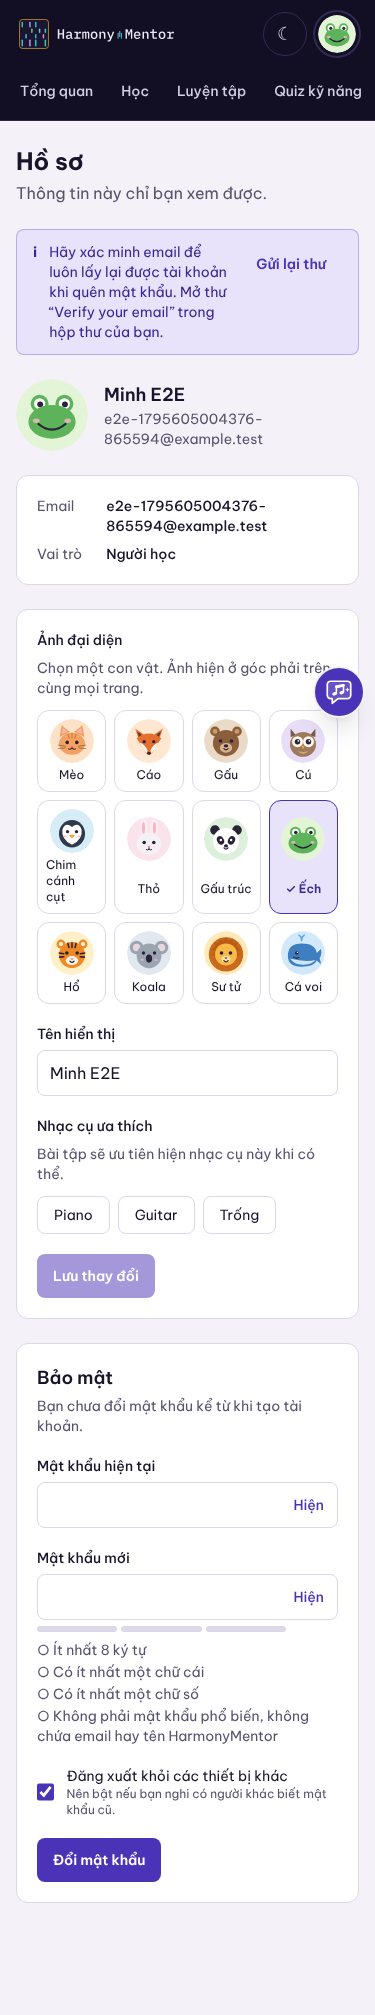 Harmony Mentor
Tổng quan Học Luyện tập Quiz kỹ năng
Hồ sơ
Thông tin này chỉ bạn xem được.
i Hãy xác minh email để
luôn lấy lại được tài khoản
khi quên mật khẩu. Mở thư
“Verify your email” trong
hộp thư của bạn.
Gửi lại thư
Minh E2E
e2e-1795605004376-
865594@example.test
Email e2e-1795605004376-
865594@example.test
Vai trò Người học
Ảnh đại diện
Chọn một con vật. Ảnh hiện ở góc phải trên
cùng mọi trang.
Mèo Cáo Gấu Cú
Chim
cánh
cụt
Thỏ Gấu trúc ✓ Ếch
Hổ Koala Sư tử Cá voi
Tên hiển thị
Minh E2E
Nhạc cụ ưa thích
Bài tập sẽ ưu tiên hiện nhạc cụ này khi có
thể.
Piano Guitar Trống
Lưu thay đổi
Bảo mật
Bạn chưa đổi mật khẩu kể từ khi tạo tài
khoản.
Mật khẩu hiện tại
Hiện
Mật khẩu mới
Hiện
○ Ít nhất 8 ký tự
○ Có ít nhất một chữ cái
○ Có ít nhất một chữ số
○ Không phải mật khẩu phổ biến, không
chứa email hay tên HarmonyMentor
Đăng xuất khỏi các thiết bị khác
Nên bật nếu bạn nghi có người khác biết mật
khẩu cũ.
Đổi mật khẩu